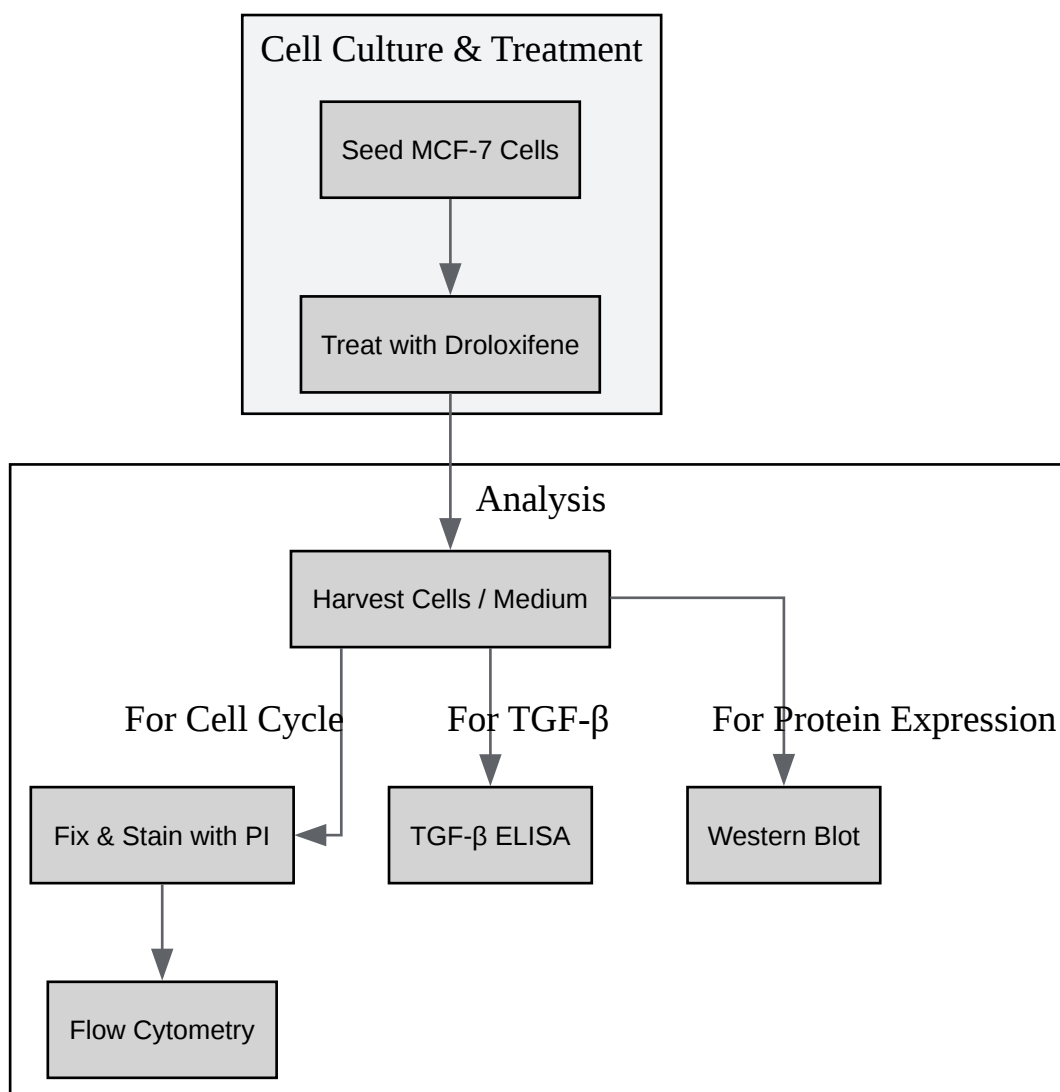 Cell Culture & Treatment
Seed MCF-7 Cells
Treat with Droloxifene
Analysis
Harvest Cells / Medium
For Cell Cycle
For TGF-β
For Protein Expression
Fix & Stain with PI
TGF-β ELISA
Western Blot
Flow Cytometry